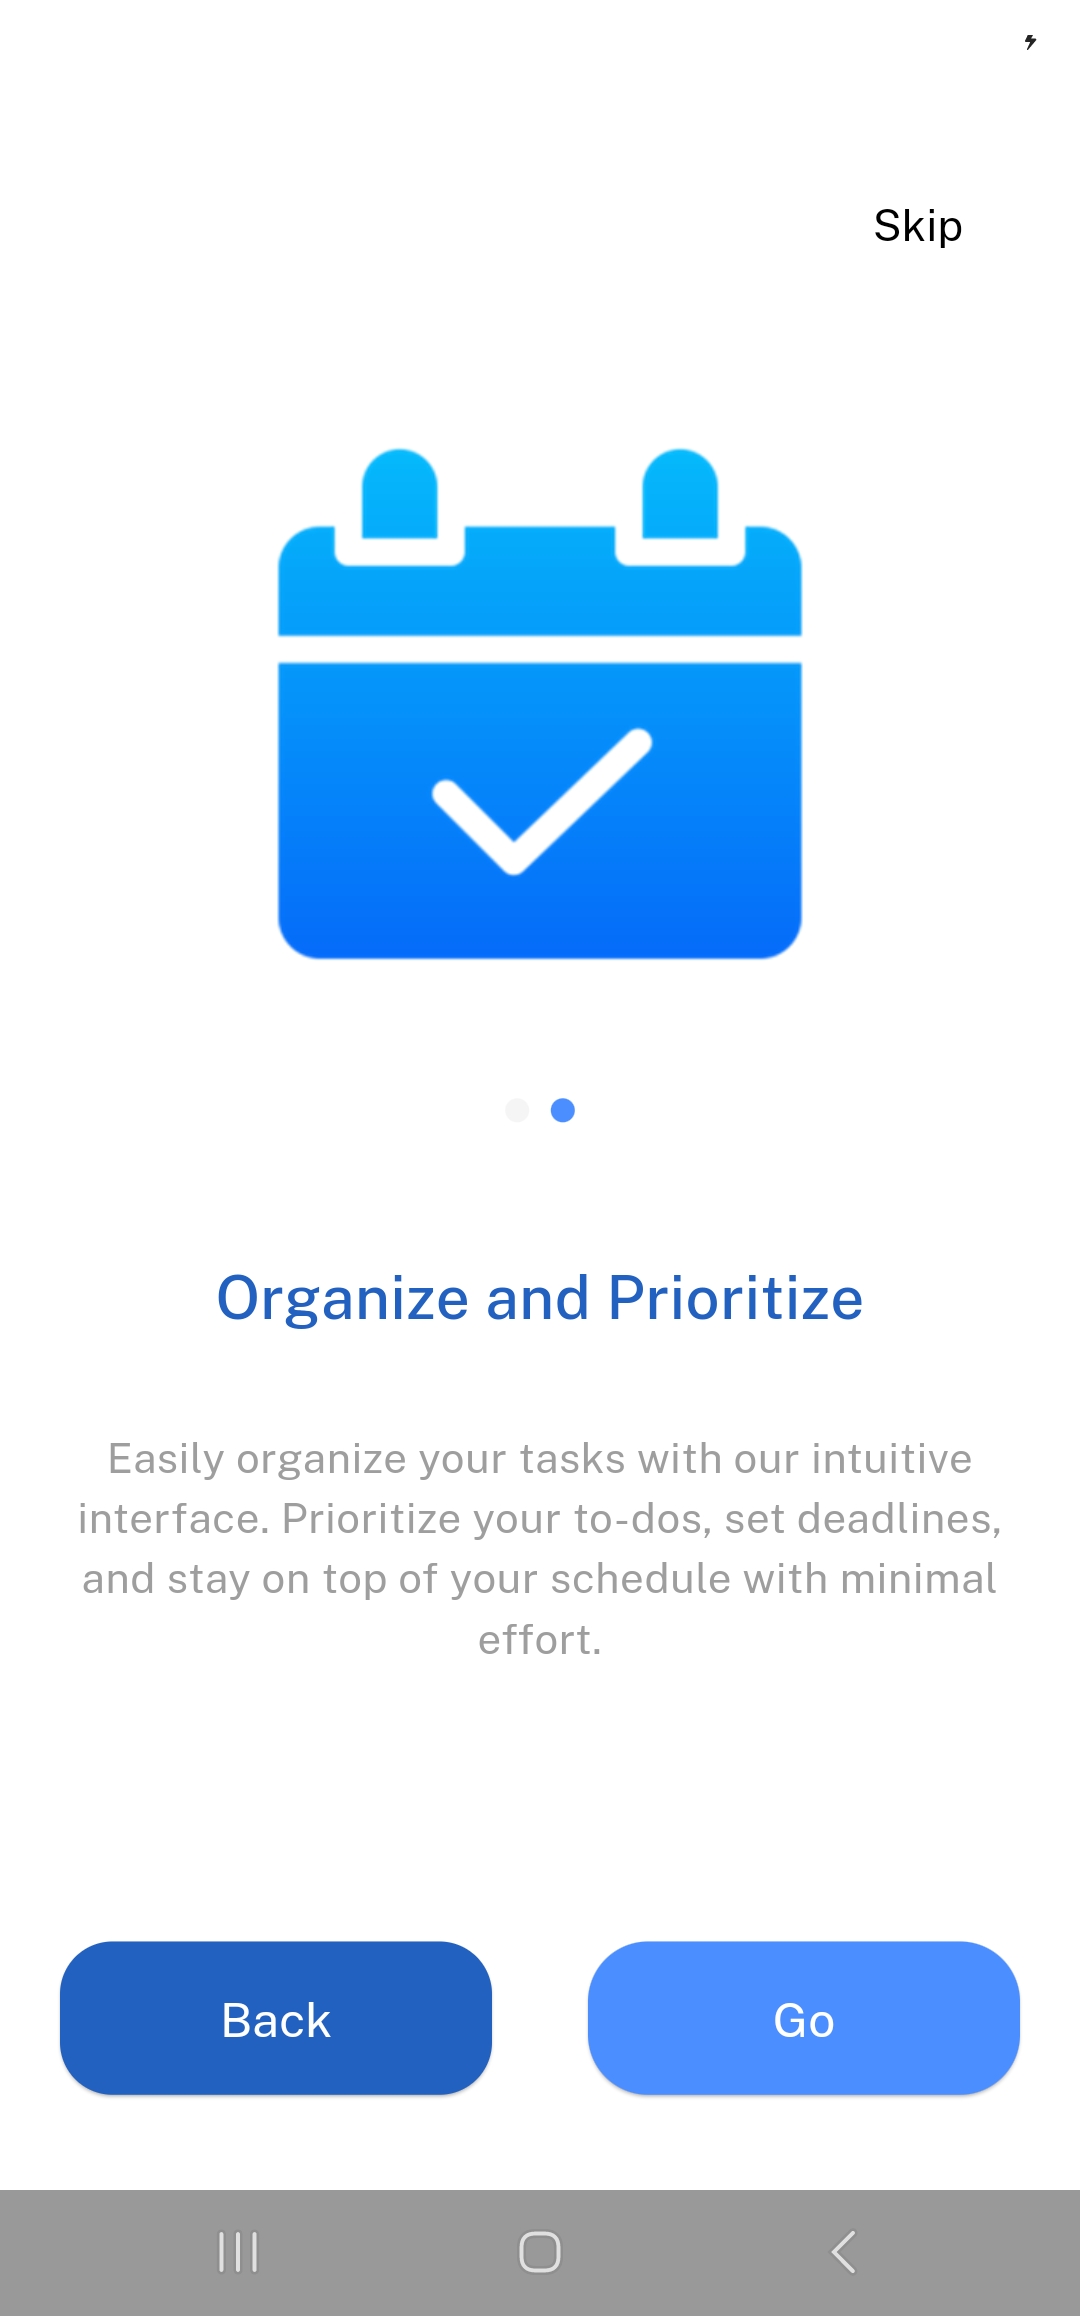 Skip
Organize and Prioritize
Easily organize your tasks with our intuitive
interface. Prioritize your to-dos, set deadlines,
and stay on top of your schedule with minimal
effort.
Back
Go